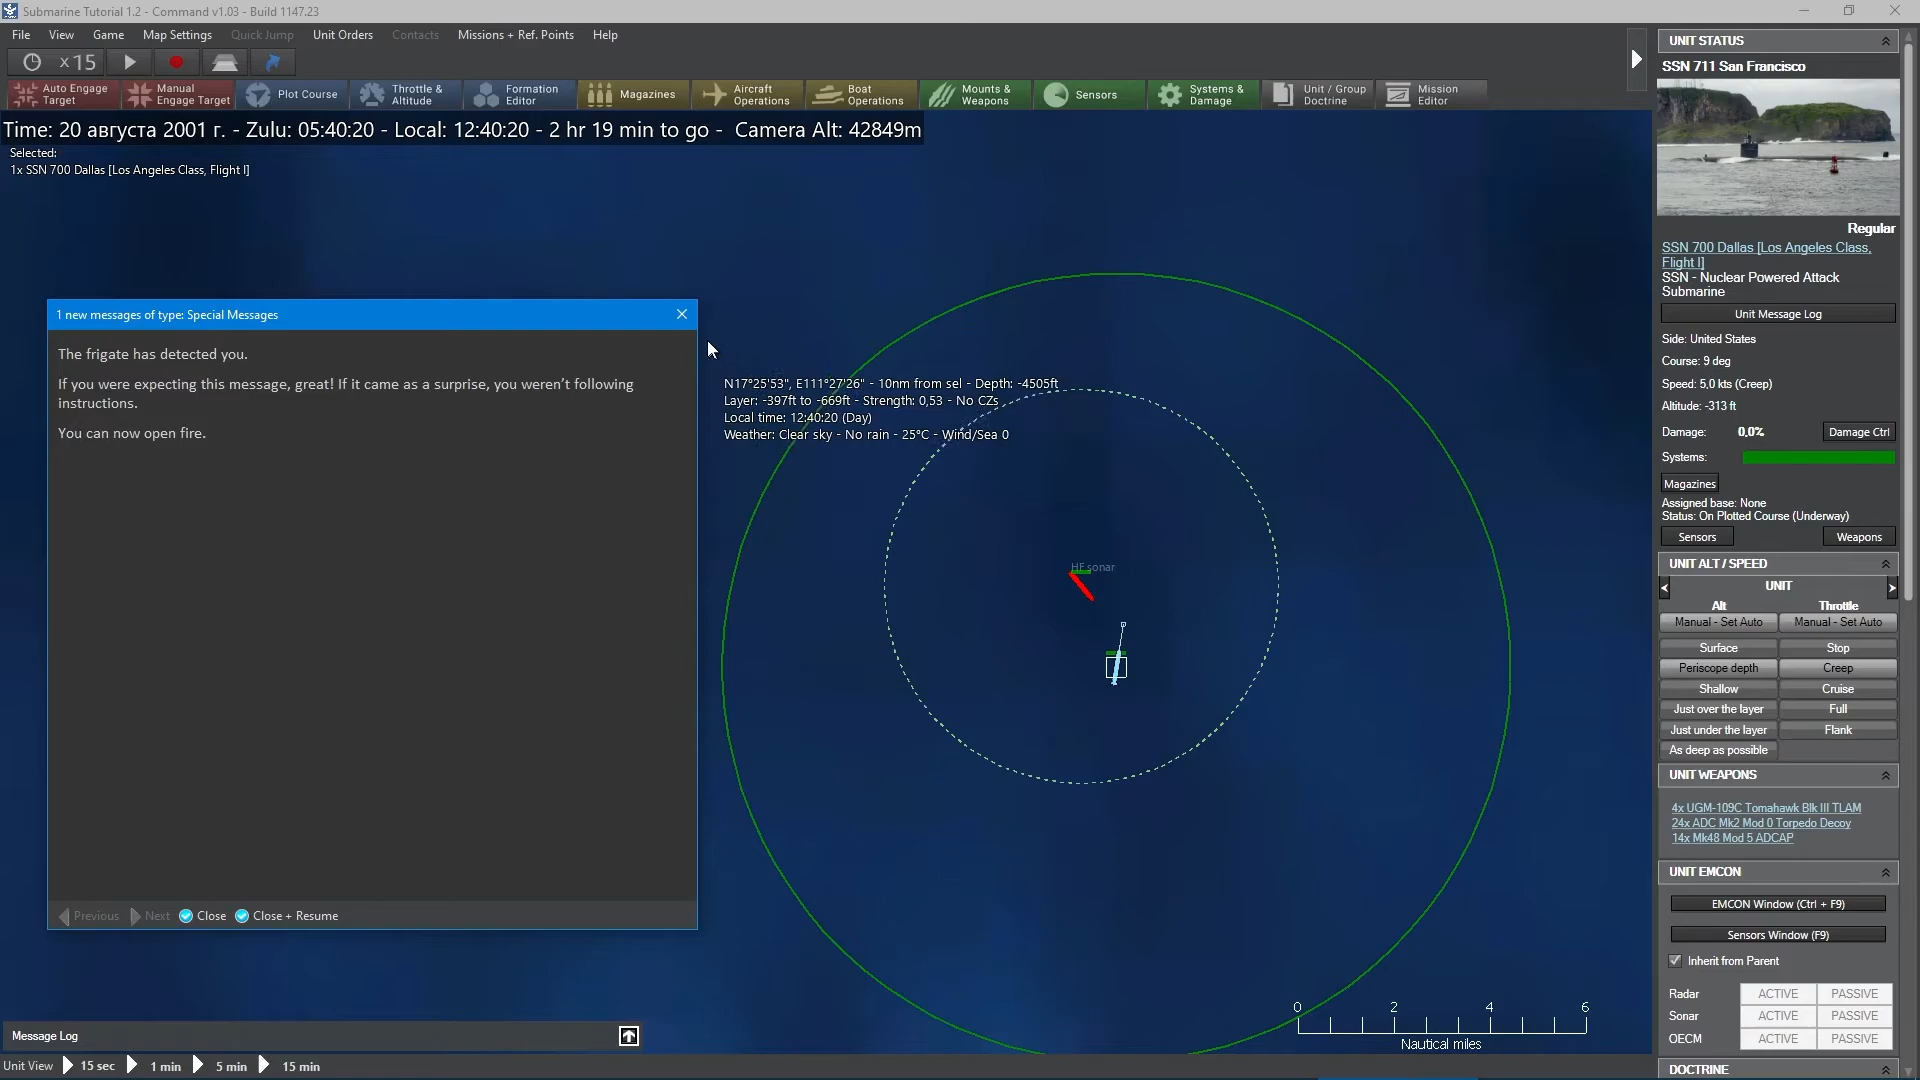 Submarine Tutorial 1.2 - Command v1.03 - Build 1147.23
File View Game Map Settings Quick Jump Unit Orders Contacts Missions + Ref. Points Help
x 15
Auto Engage Target
Manual Engage Target
Plot Course
Throttle & Altitude
Formation Editor
Magazines
Aircraft Operations
Boat Operations
Mounts & Weapons
Sensors
Systems & Damage
Unit / Group Doctrine
Mission Editor
Time: 20 августа 2001 г. - Zulu: 05:40:20 - Local: 12:40:20 - 2 hr 19 min to go - Camera Alt: 42849m
Selected:
1x SSN 700 Dallas [Los Angeles Class, Flight I]
1 new messages of type: Special Messages
The frigate has detected you.
If you were expecting this message, great! If it came as a surprise, you weren't following
instructions.
You can now open fire.
Previous Next Close Close + Resume
N17°25'53", E111°27'26" - 10nm from sel - Depth: -4505ft
Layer: -397ft to -669ft - Strength: 0,53 - No CZs
Local time: 12:40:20 (Day)
Weather: Clear sky - No rain - 25°C - Wind/Sea 0
HF sonar
0 2 4 6
Nautical miles
Message Log
Unit View 15 sec 1 min 5 min 15 min
UNIT STATUS
SSN 711 San Francisco
Regular
SSN 700 Dallas [Los Angeles Class,
Flight I]
SSN - Nuclear Powered Attack
Submarine
Unit Message Log
Side: United States
Course: 9 deg
Speed: 5,0 kts (Creep)
Altitude: -313 ft
Damage: 0,0% Damage Ctrl
Systems:
Magazines
Assigned base: None
Status: On Plotted Course (Underway)
Sensors Weapons
UNIT ALT / SPEED
< UNIT >
Alt Throttle
Manual - Set Auto Manual - Set Auto
Surface Stop
Periscope depth Creep
Shallow Cruise
Just over the layer Full
Just under the layer Flank
As deep as possible
UNIT WEAPONS
4x UGM-109C Tomahawk Blk III TLAM
24x ADC Mk2 Mod 0 Torpedo Decoy
14x Mk48 Mod 5 ADCAP
UNIT EMCON
EMCON Window (Ctrl + F9)
Sensors Window (F9)
Inherit from Parent
Radar ACTIVE PASSIVE
Sonar ACTIVE PASSIVE
OECM ACTIVE PASSIVE
DOCTRINE